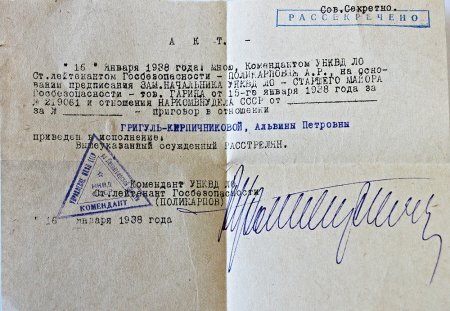 Сов.Секретно.
РАССЕКРЕЧЕНО
А К Т.-
"16" Января 1938 года: мною, Комендантом УНКВД ЛО
Ст.лейтенантом Госбезопасности - ПОЛИКАРПОВЫМ А.Р., на осно-
вании предписания ЗАМ.НАЧАЛЬНИКА УНКВД ЛО - СТАРШЕГО МАЙОРА
Госбезопасности - тов. ГАРИНА от 15-го января 1938 года за
№ 219061 и отношения НАРКОМВНУДЕЛА СССР от
за № - приговор в отношении
ГРИГУЛЬ-КИРПИЧНИКОВОЙ, Альвины Петровны
приведен в исполнение.
Вышеуказанный осужденный РАССТРЕЛЯН.
Комендант УНКВД ЛО,
Ст.лейтенант Госбезопасности
(ПОЛИКАРПОВ)
НКВД
КОМЕНДАНТ
"16" января 1938 года